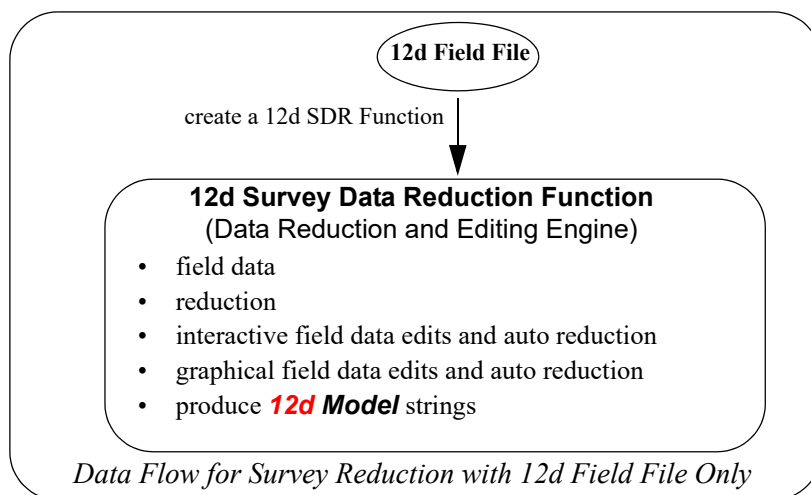 12d Field File
create a 12d SDR Function
12d Survey Data Reduction Function
(Data Reduction and Editing Engine)
• field data
• reduction
• interactive field data edits and auto reduction
• graphical field data edits and auto reduction
• produce 12d Model strings
Data Flow for Survey Reduction with 12d Field File Only